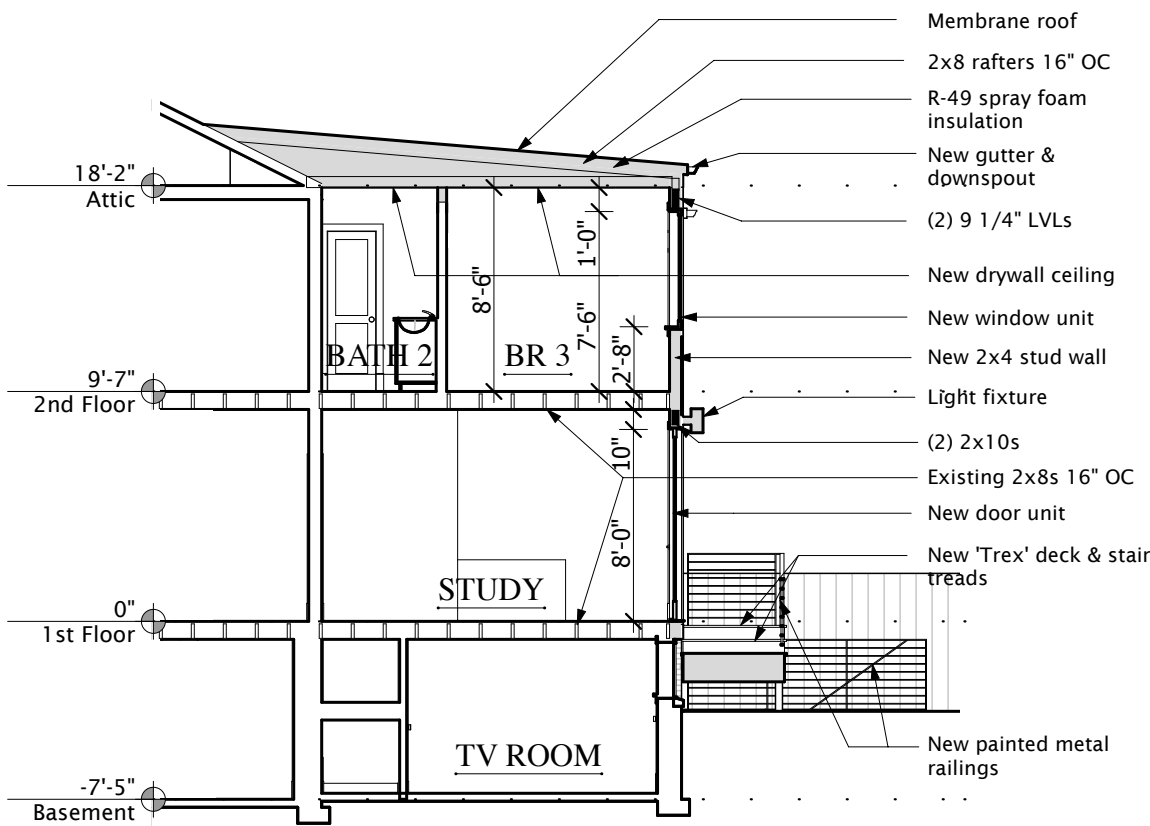 Membrane roof
2x8 rafters 16" OC
R-49 spray foam
insulation
New gutter &
downspout
18'-2"
Attic
(2) 9 1/4" LVLs
1'-0"
8'-6"
7'-6"
2'-8"
New drywall ceiling
New window unit
BATH 2
BR 3
New 2x4 stud wall
9'-7"
2nd Floor
Light fixture
(2) 2x10s
10"
Existing 2x8s 16" OC
New door unit
8'-0"
New 'Trex' deck & stair
treads
STUDY
0"
1st Floor
TV ROOM
New painted metal
railings
-7'-5"
Basement